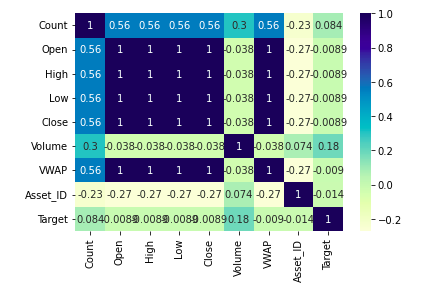 Count 1 0.56 0.56 0.56 0.56 0.3 0.56 -0.23 0.084
Open 0.56 1 1 1 1 -0.038 1 -0.27 -0.0089
High 0.56 1 1 1 1 -0.038 1 -0.27 -0.0089
Low 0.56 1 1 1 1 -0.038 1 -0.27 -0.0089
Close 0.56 1 1 1 1 -0.038 1 -0.27 -0.0089
Volume 0.3 -0.038 -0.038 -0.038 -0.038 1 -0.038 0.074 0.18
VWAP 0.56 1 1 1 1 -0.038 1 -0.27 -0.009
Asset_ID -0.23 -0.27 -0.27 -0.27 -0.27 0.074 -0.27 1 -0.014
Target 0.084 -0.0089 -0.0089 -0.0089 -0.0089 0.18 -0.009 -0.014 1
Count Open High Low Close Volume VWAP Asset_ID Target
1.0
0.8
0.6
0.4
0.2
0.0
−0.2